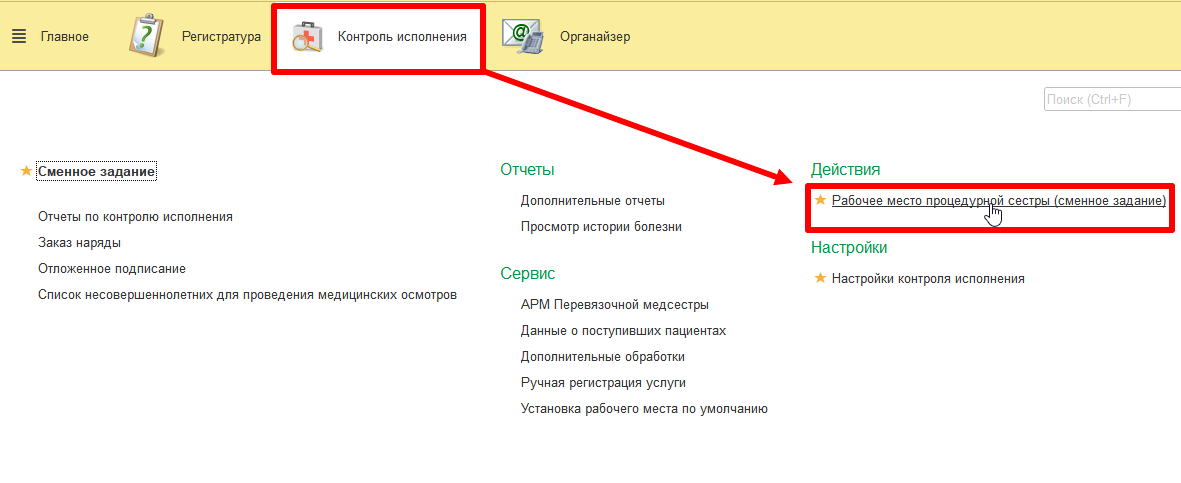 Главное
Регистратура
Контроль исполнения
Органайзер
Поиск (Ctrl+F)
Сменное задание
Отчеты по контролю исполнения
Заказ наряды
Отложенное подписание
Список несовершеннолетних для проведения медицинских осмотров
Отчеты
Дополнительные отчеты
Просмотр истории болезни
Сервис
АРМ Перевязочной медсестры
Данные о поступивших пациентах
Дополнительные обработки
Ручная регистрация услуги
Установка рабочего места по умолчанию
Действия
Рабочее место процедурной сестры (сменное задание)
Настройки
Настройки контроля исполнения